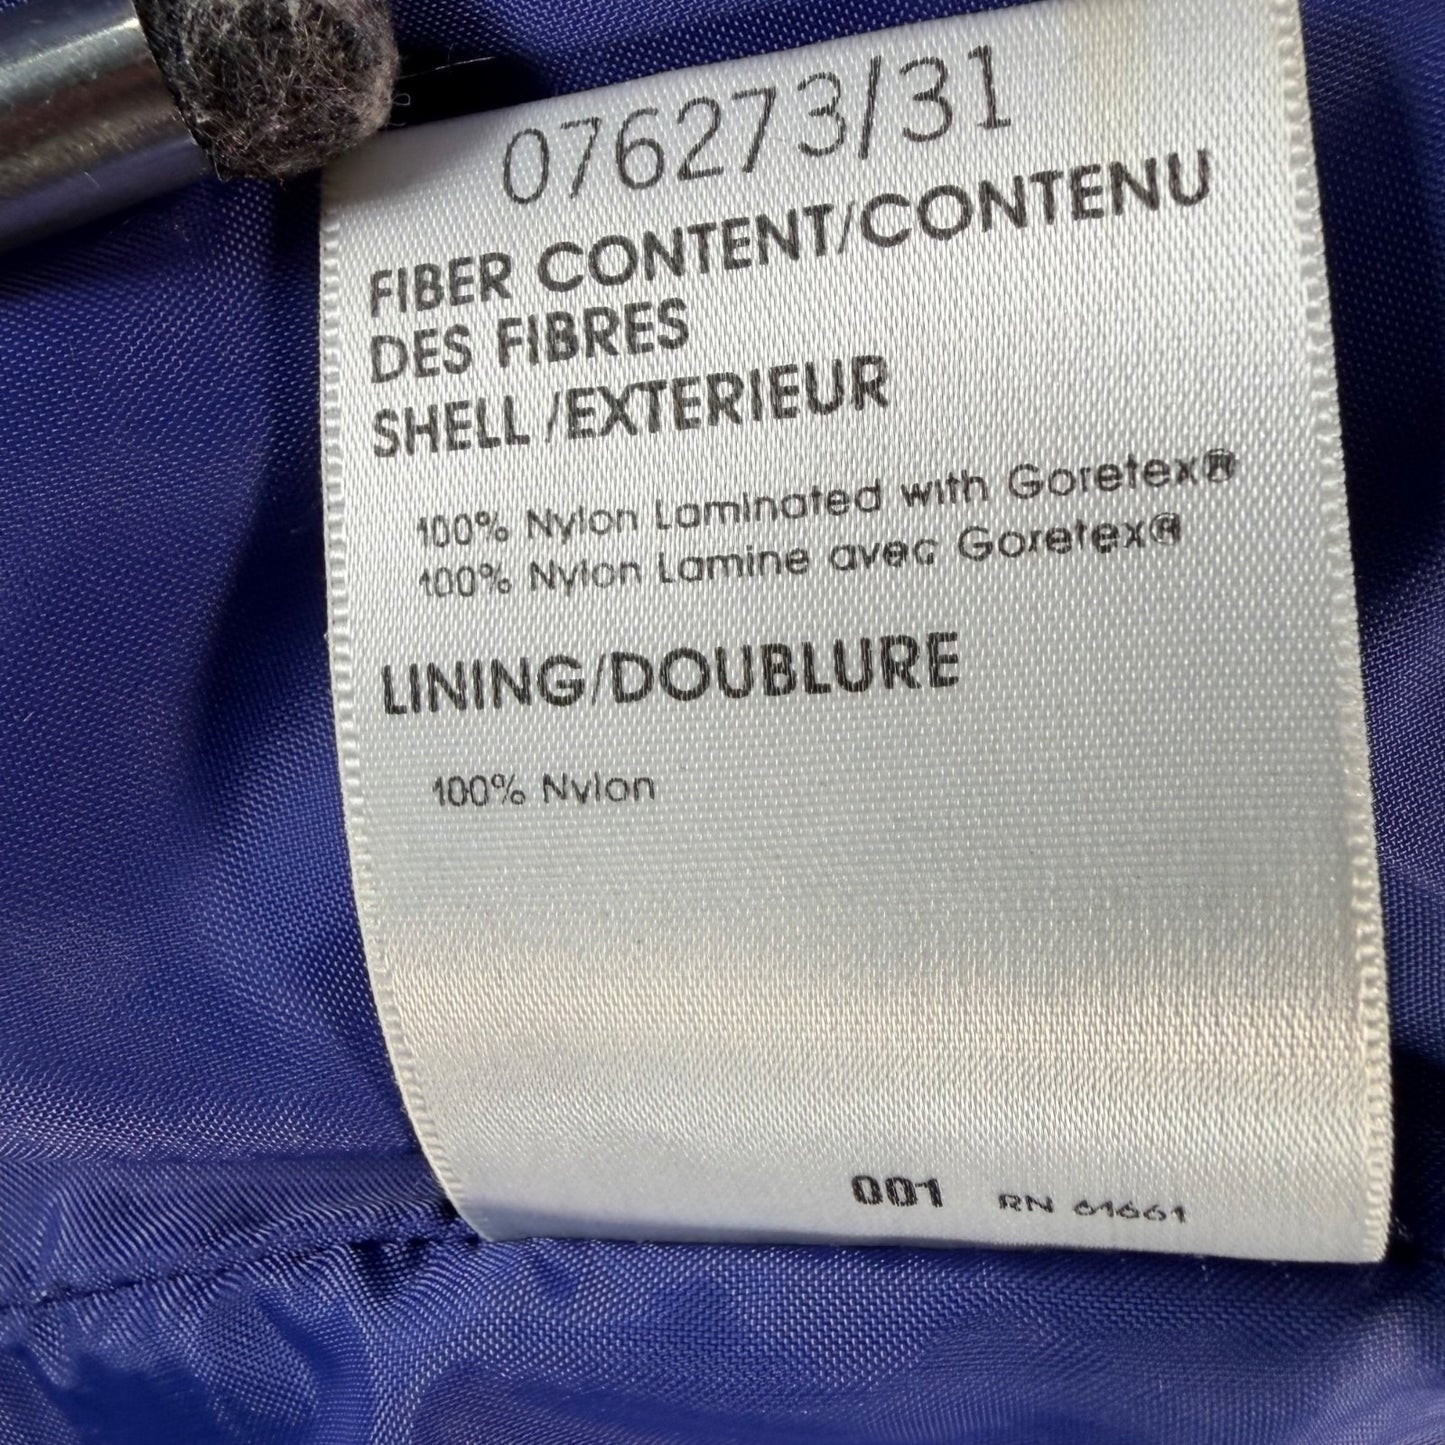 076273/31
FIBER CONTENT/CONTENU
DES FIBRES
SHELL/EXTERIEUR
100% Nylon Laminated with Goretex®
100% Nylon Lamine avec Goretex®
LINING/DOUBLURE
100% Nylon
001 RN 61661